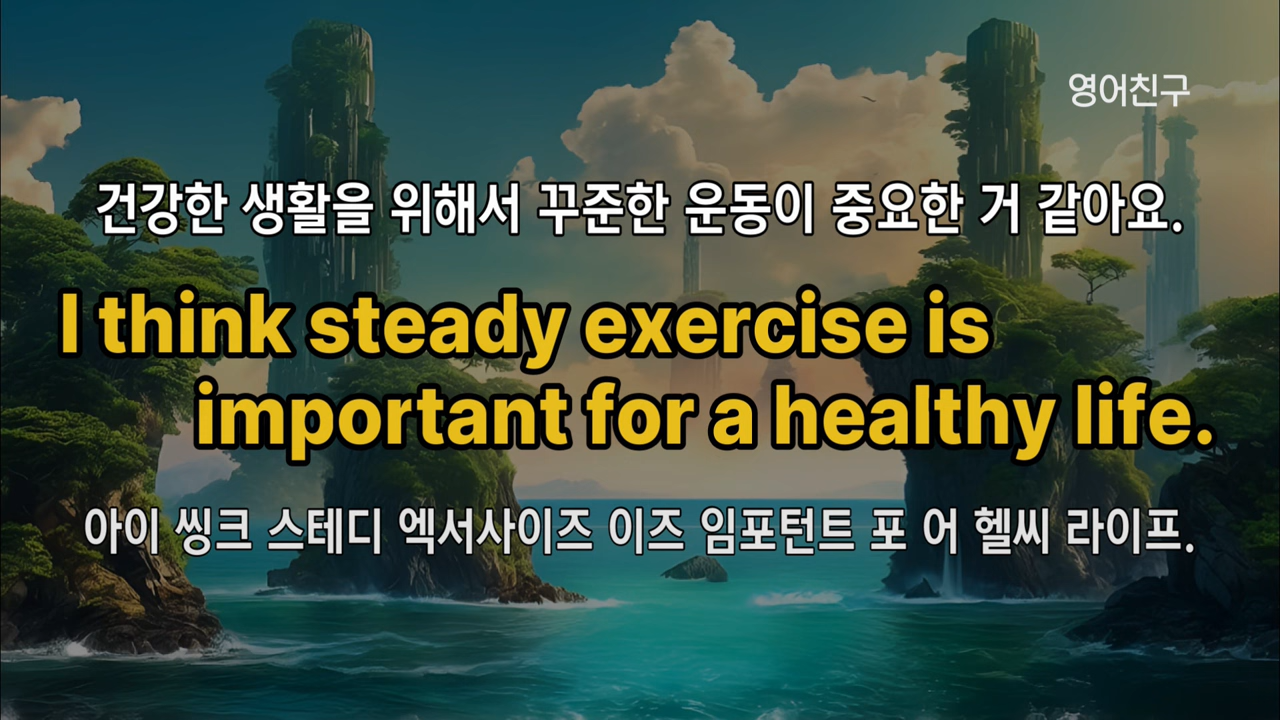 영어친구
건강한 생활을 위해서 꾸준한 운동이 중요한 거 같아요.
I think steady exercise is
important for a healthy life.
아이 씽크 스테디 엑서사이즈 이즈 임포턴트 포 어 헬씨 라이프.